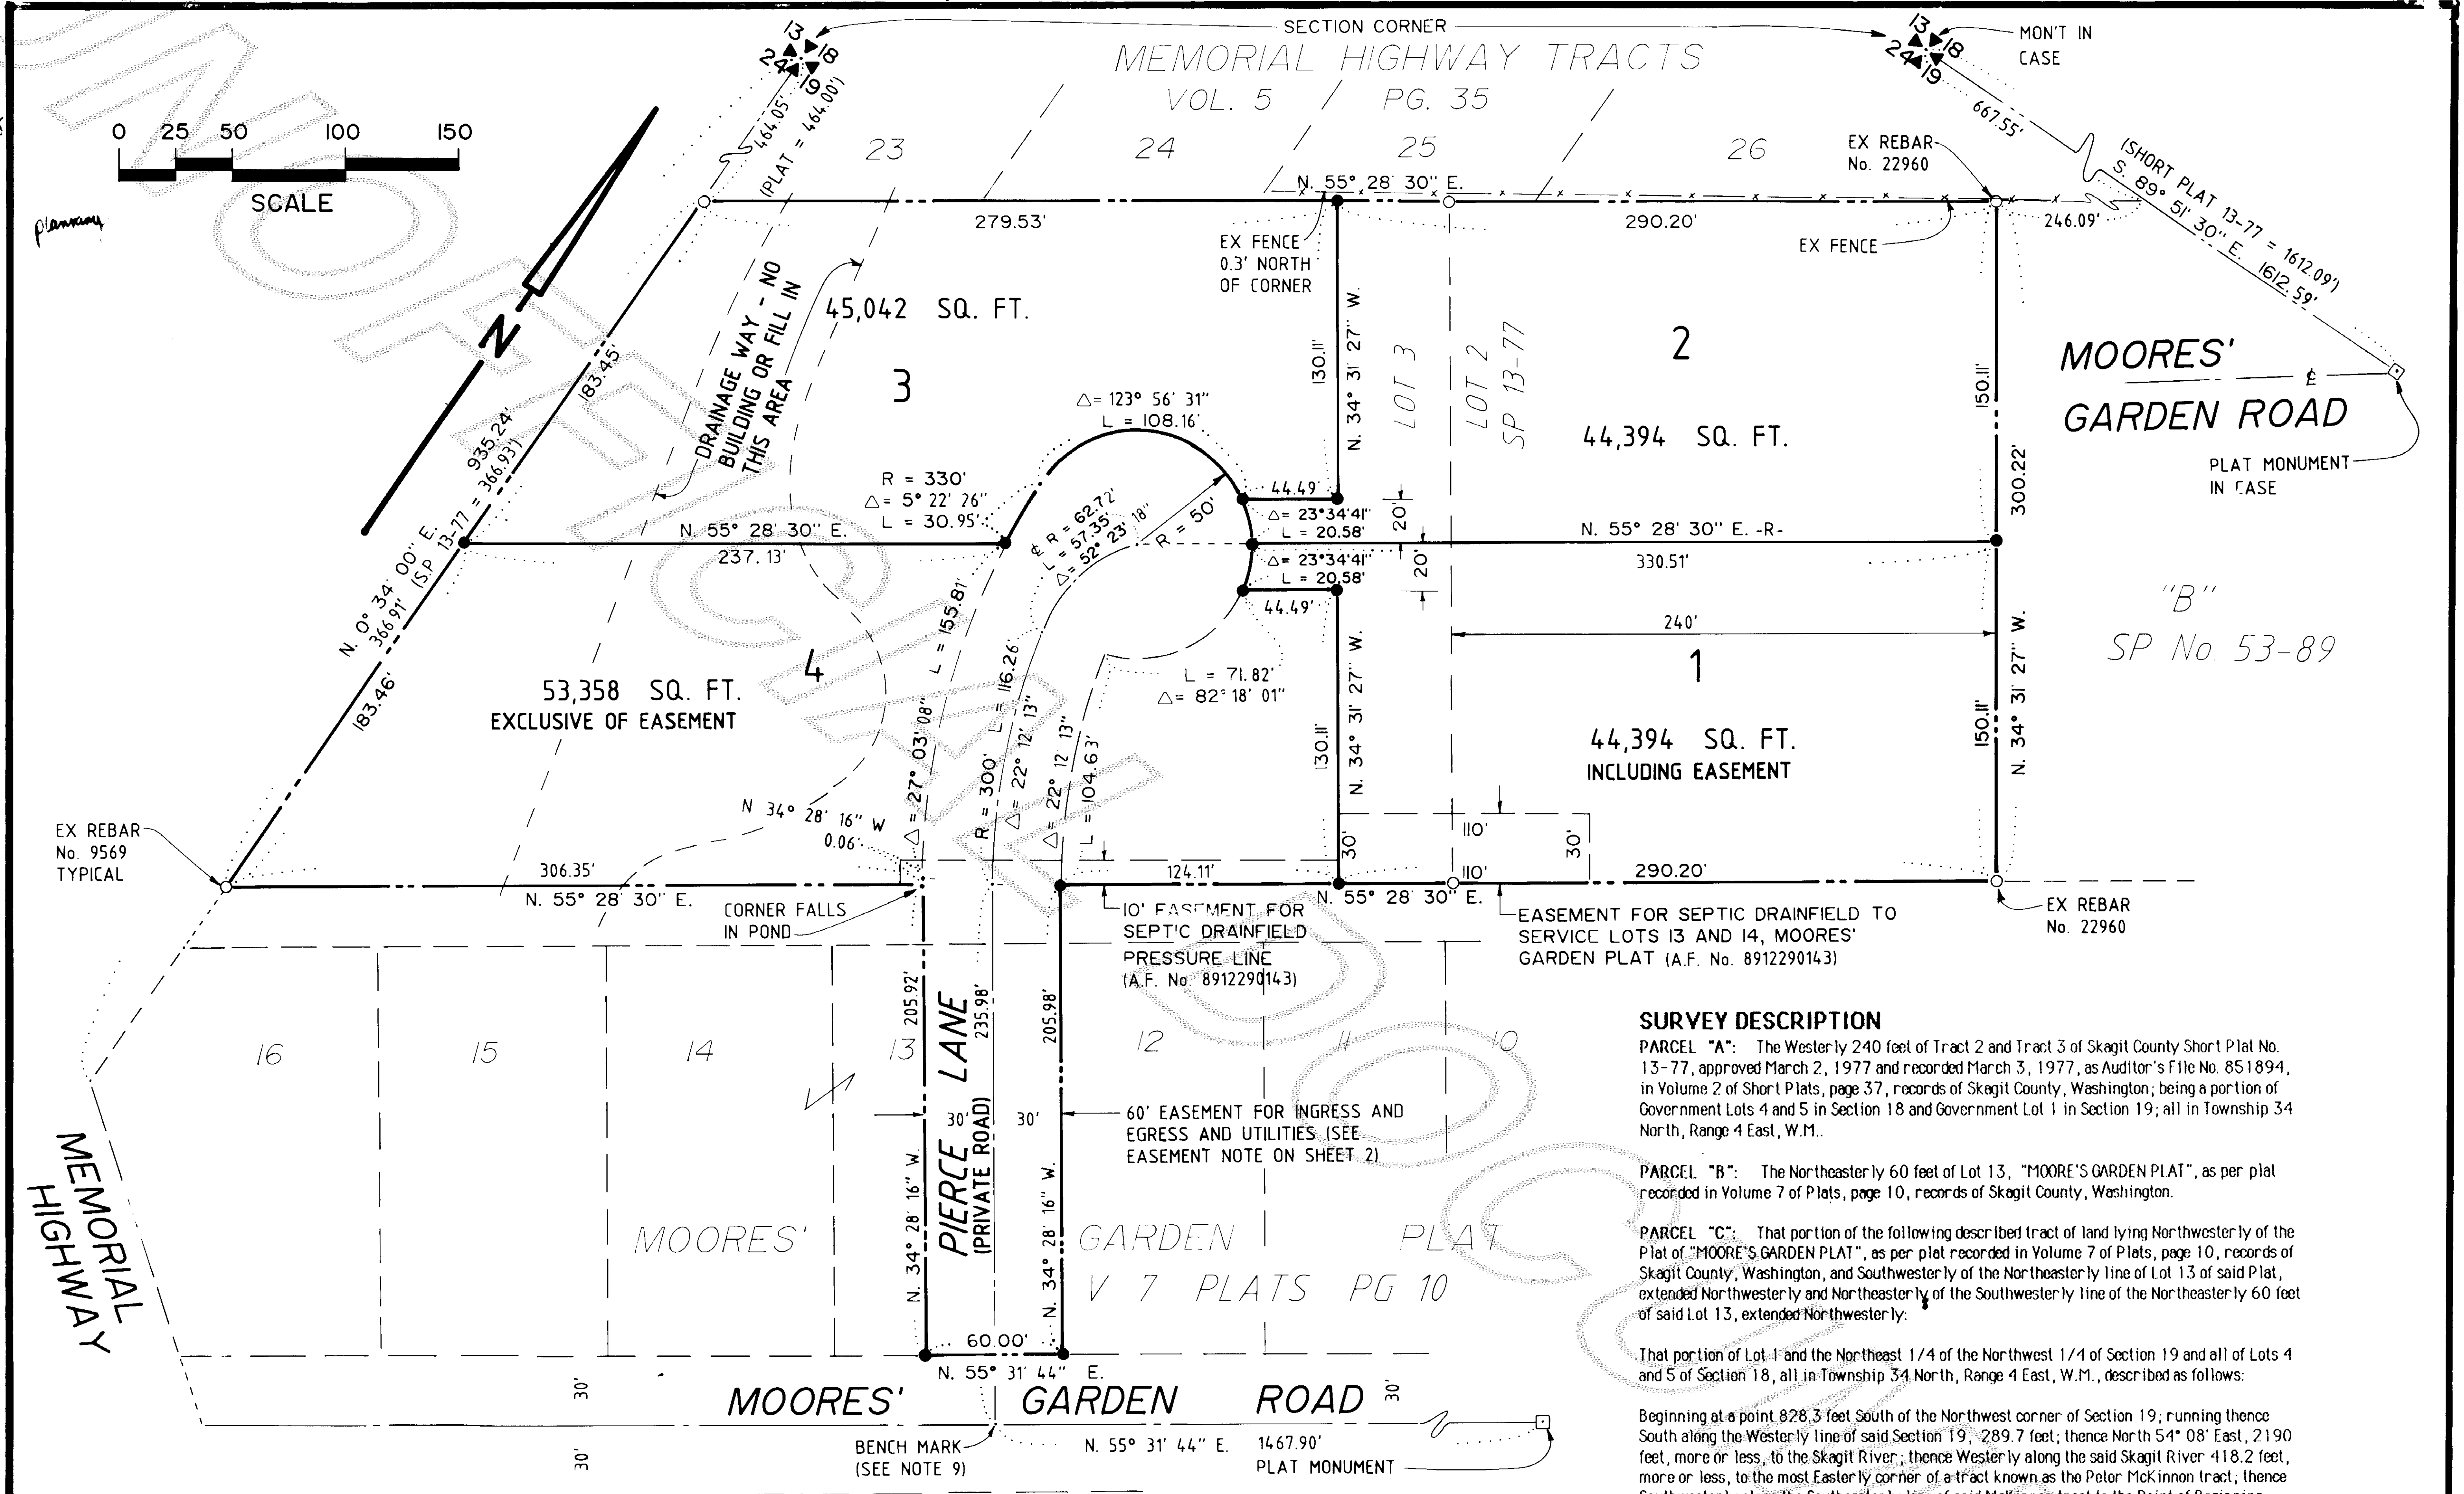 SECTION CORNER
13
18
24
19
13
18
24
19
MON'T IN
CASE
MEMORIAL HIGHWAY TRACTS
VOL. 5 / PG. 35
0 25 50 100 150
SCALE
planning
464.05'
(PLAT = 464.00')
23
24
25
26
EX REBAR
No. 22960
667.55'
(SHORT PLAT 13-77 = 1612.09')
S. 89° 51' 30" E. 1612.59'
N. 55° 28' 30" E.
279.53'
290.20'
246.09'
EX FENCE
0.3' NORTH
OF CORNER
EX FENCE
N
DRAINAGE WAY - NO
BUILDING OR FILL IN
THIS AREA
45,042 SQ. FT.
3
183.45'
130.11'
N. 34° 31' 27" W.
LOT 3
LOT 2
SP 13-77
2
44,394 SQ. FT.
150.11'
300.22'
MOORES'
GARDEN ROAD
PLAT MONUMENT
IN CASE
△= 123° 56' 31"
L = 108.16'
R = 330'
△= 5° 22' 26"
L = 30.95'
935.24'
N. 0° 34' 00" E.
366.91' (S.P. 13-77 = 366.93')
N. 55° 28' 30" E.
237.13'
℄ R = 62.72'
L = 57.35'
△= 52° 23' 18"
R = 50'
44.49'
△= 23°34'41"
L = 20.58'
20'
△= 23°34'41"
L = 20.58'
20'
44.49'
N. 55° 28' 30" E. -R-
330.51'
240'
"B"
SP No. 53-89
183.46'
4
53,358 SQ. FT.
EXCLUSIVE OF EASEMENT
L = 155.81'
△= 27° 03' 08"
L = 116.26'
R = 300'
△= 22° 12' 13"
△= 22° 12' 13"
L = 104.63'
L = 71.82'
△= 82° 18' 01"
130.11'
N. 34° 31' 27" W.
1
44,394 SQ. FT.
INCLUDING EASEMENT
150.11'
N. 34° 31' 27" W.
EX REBAR
No. 9569
TYPICAL
N 34° 28' 16" W
0.06'
30'
110'
30'
110'
306.35'
N. 55° 28' 30" E.
CORNER FALLS
IN POND
124.11'
N. 55° 28' 30" E.
290.20'
10' EASEMENT FOR
SEPTIC DRAINFIELD
PRESSURE LINE
(A.F. No. 8912290143)
EASEMENT FOR SEPTIC DRAINFIELD TO
SERVICE LOTS 13 AND 14, MOORES'
GARDEN PLAT (A.F. No. 8912290143)
EX REBAR
No. 22960
16
15
14
13
12
11
10
205.92'
N. 34° 28' 16" W.
PIERCE LANE
(PRIVATE ROAD)
235.98'
205.98'
N. 34° 28' 16" W.
30'
30'
60' EASEMENT FOR INGRESS AND
EGRESS AND UTILITIES (SEE
EASEMENT NOTE ON SHEET 2)
MOORES' GARDEN PLAT
V. 7 PLATS PG 10
MEMORIAL
HIGHWAY
60.00'
N. 55° 31' 44" E.
30'
MOORES' GARDEN ROAD
30'
30'
BENCH MARK
(SEE NOTE 9)
N. 55° 31' 44" E. 1467.90'
PLAT MONUMENT
SURVEY DESCRIPTION
PARCEL "A": The Westerly 240 feet of Tract 2 and Tract 3 of Skagit County Short Plat No.
13-77, approved March 2, 1977 and recorded March 3, 1977, as Auditor's File No. 851894,
in Volume 2 of Short Plats, page 37, records of Skagit County, Washington; being a portion of
Government Lots 4 and 5 in Section 18 and Government Lot 1 in Section 19; all in Township 34
North, Range 4 East, W.M..
PARCEL "B": The Northeasterly 60 feet of Lot 13, "MOORE'S GARDEN PLAT", as per plat
recorded in Volume 7 of Plats, page 10, records of Skagit County, Washington.
PARCEL "C": That portion of the following described tract of land lying Northwesterly of the
Plat of "MOORE'S GARDEN PLAT", as per plat recorded in Volume 7 of Plats, page 10, records of
Skagit County, Washington, and Southwesterly of the Northeasterly line of Lot 13 of said Plat,
extended Northwesterly and Northeasterly of the Southwesterly line of the Northeasterly 60 feet
of said Lot 13, extended Northwesterly:
That portion of Lot 1 and the Northeast 1/4 of the Northwest 1/4 of Section 19 and all of Lots 4
and 5 of Section 18, all in Township 34 North, Range 4 East, W.M., described as follows:
Beginning at a point 828.3 feet South of the Northwest corner of Section 19; running thence
South along the Westerly line of said Section 19, 289.7 feet; thence North 54° 08' East, 2190
feet, more or less, to the Skagit River; thence Westerly along the said Skagit River 418.2 feet,
more or less, to the most Easterly corner of a tract known as the Peter McKinnon tract; thence
UNOFFICIAL DOCU